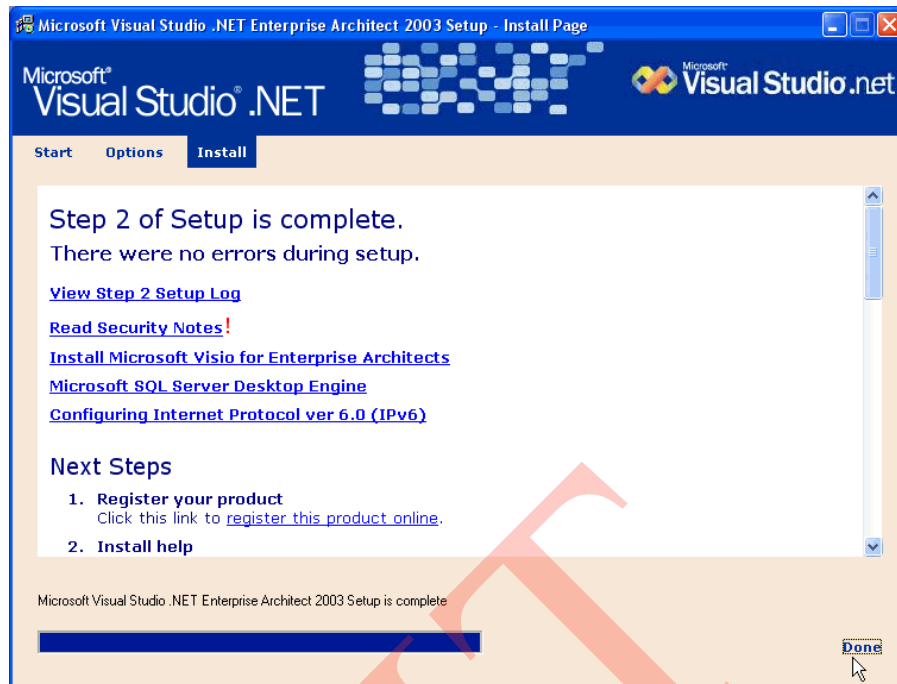 Microsoft Visual Studio .NET Enterprise Architect 2003 Setup - Install Page
Microsoft®
Visual Studio® .NET
Microsoft
Visual Studio.net
Start Options Install
Step 2 of Setup is complete.
There were no errors during setup.
View Step 2 Setup Log
Read Security Notes!
Install Microsoft Visio for Enterprise Architects
Microsoft SQL Server Desktop Engine
Configuring Internet Protocol ver 6.0 (IPv6)
Next Steps
1. Register your product
Click this link to register this product online.
2. Install help
Microsoft Visual Studio .NET Enterprise Architect 2003 Setup is complete
Done